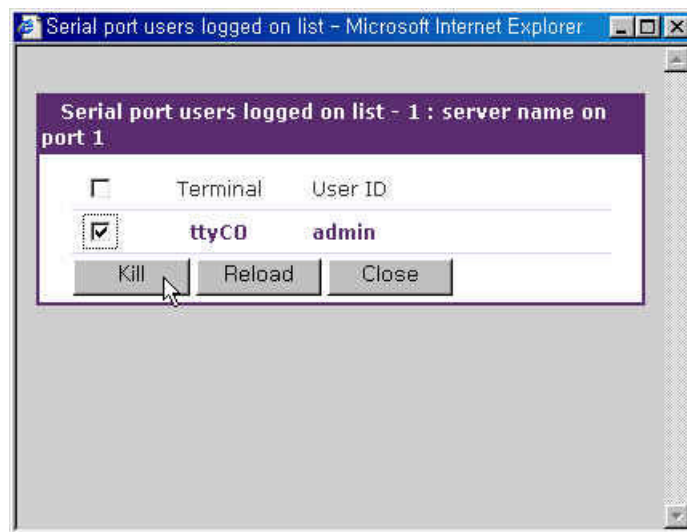 Serial port users logged on list - Microsoft Internet Explorer
Serial port users logged on list - 1 : server name on
port 1
Terminal User ID
ttyC0 admin
Kill Reload Close